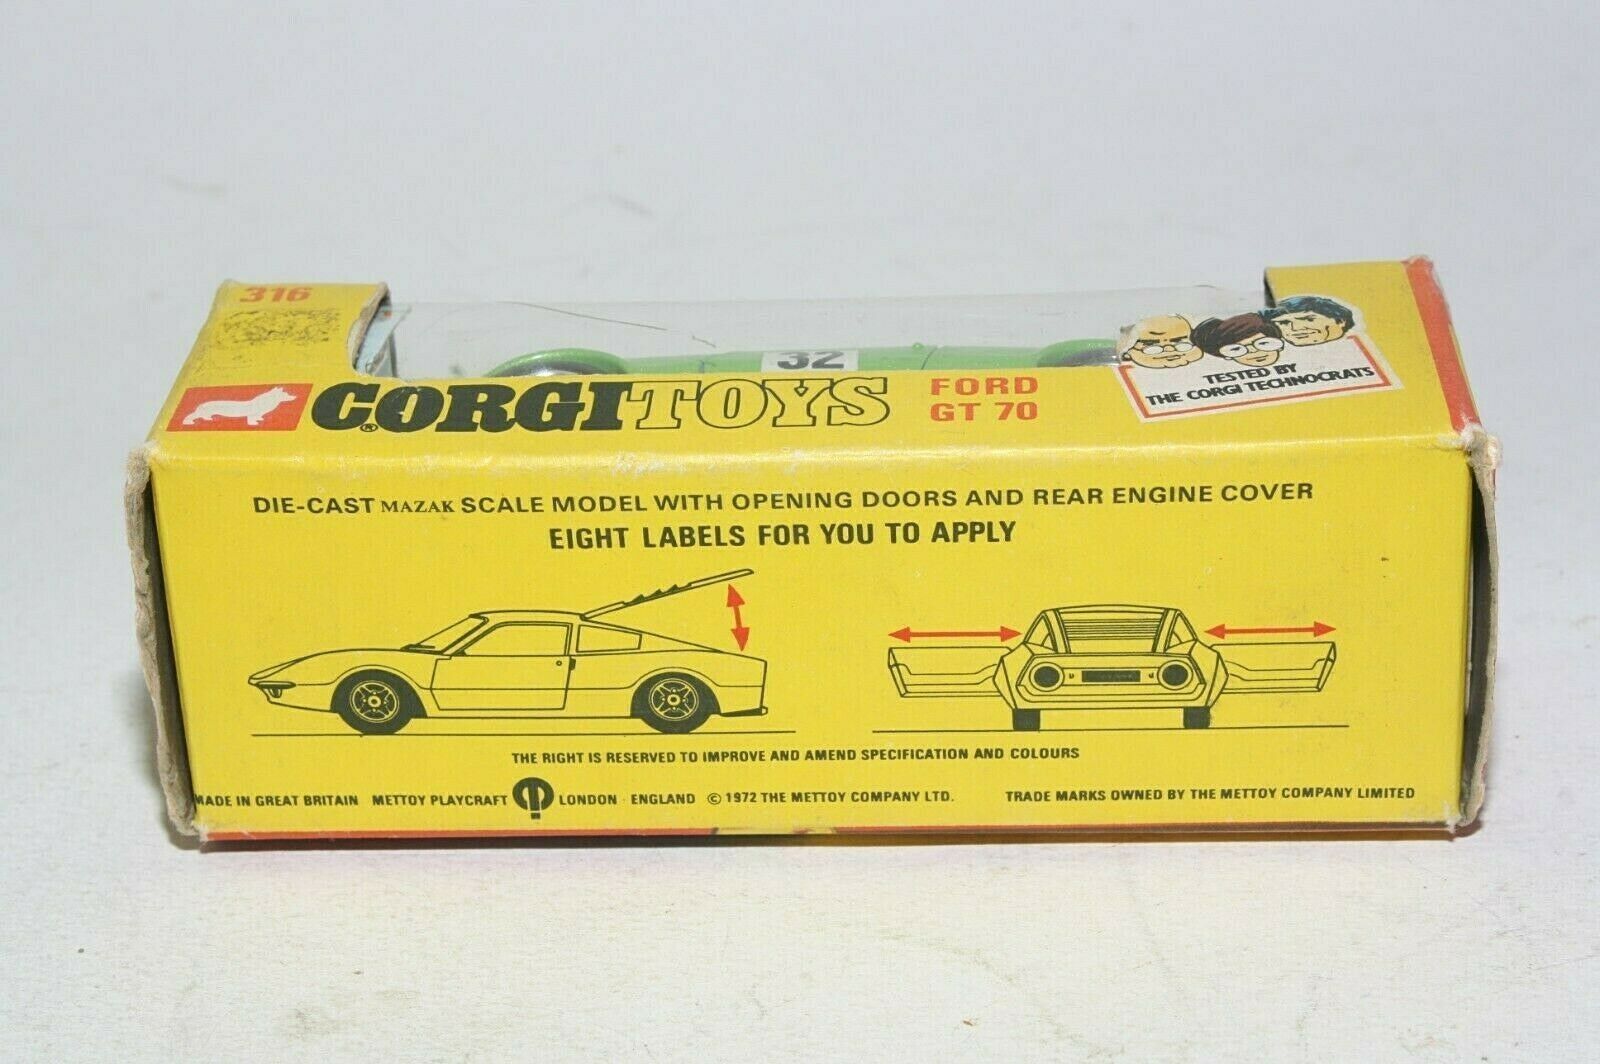 316
32
CORGI TOYS
®
FORD
GT 70
TESTED BY
THE CORGI TECHNOCRATS
DIE-CAST MAZAK SCALE MODEL WITH OPENING DOORS AND REAR ENGINE COVER
EIGHT LABELS FOR YOU TO APPLY
THE RIGHT IS RESERVED TO IMPROVE AND AMEND SPECIFICATION AND COLOURS
MADE IN GREAT BRITAIN METTOY PLAYCRAFT LONDON ENGLAND © 1972 THE METTOY COMPANY LTD. TRADE MARKS OWNED BY THE METTOY COMPANY LIMITED